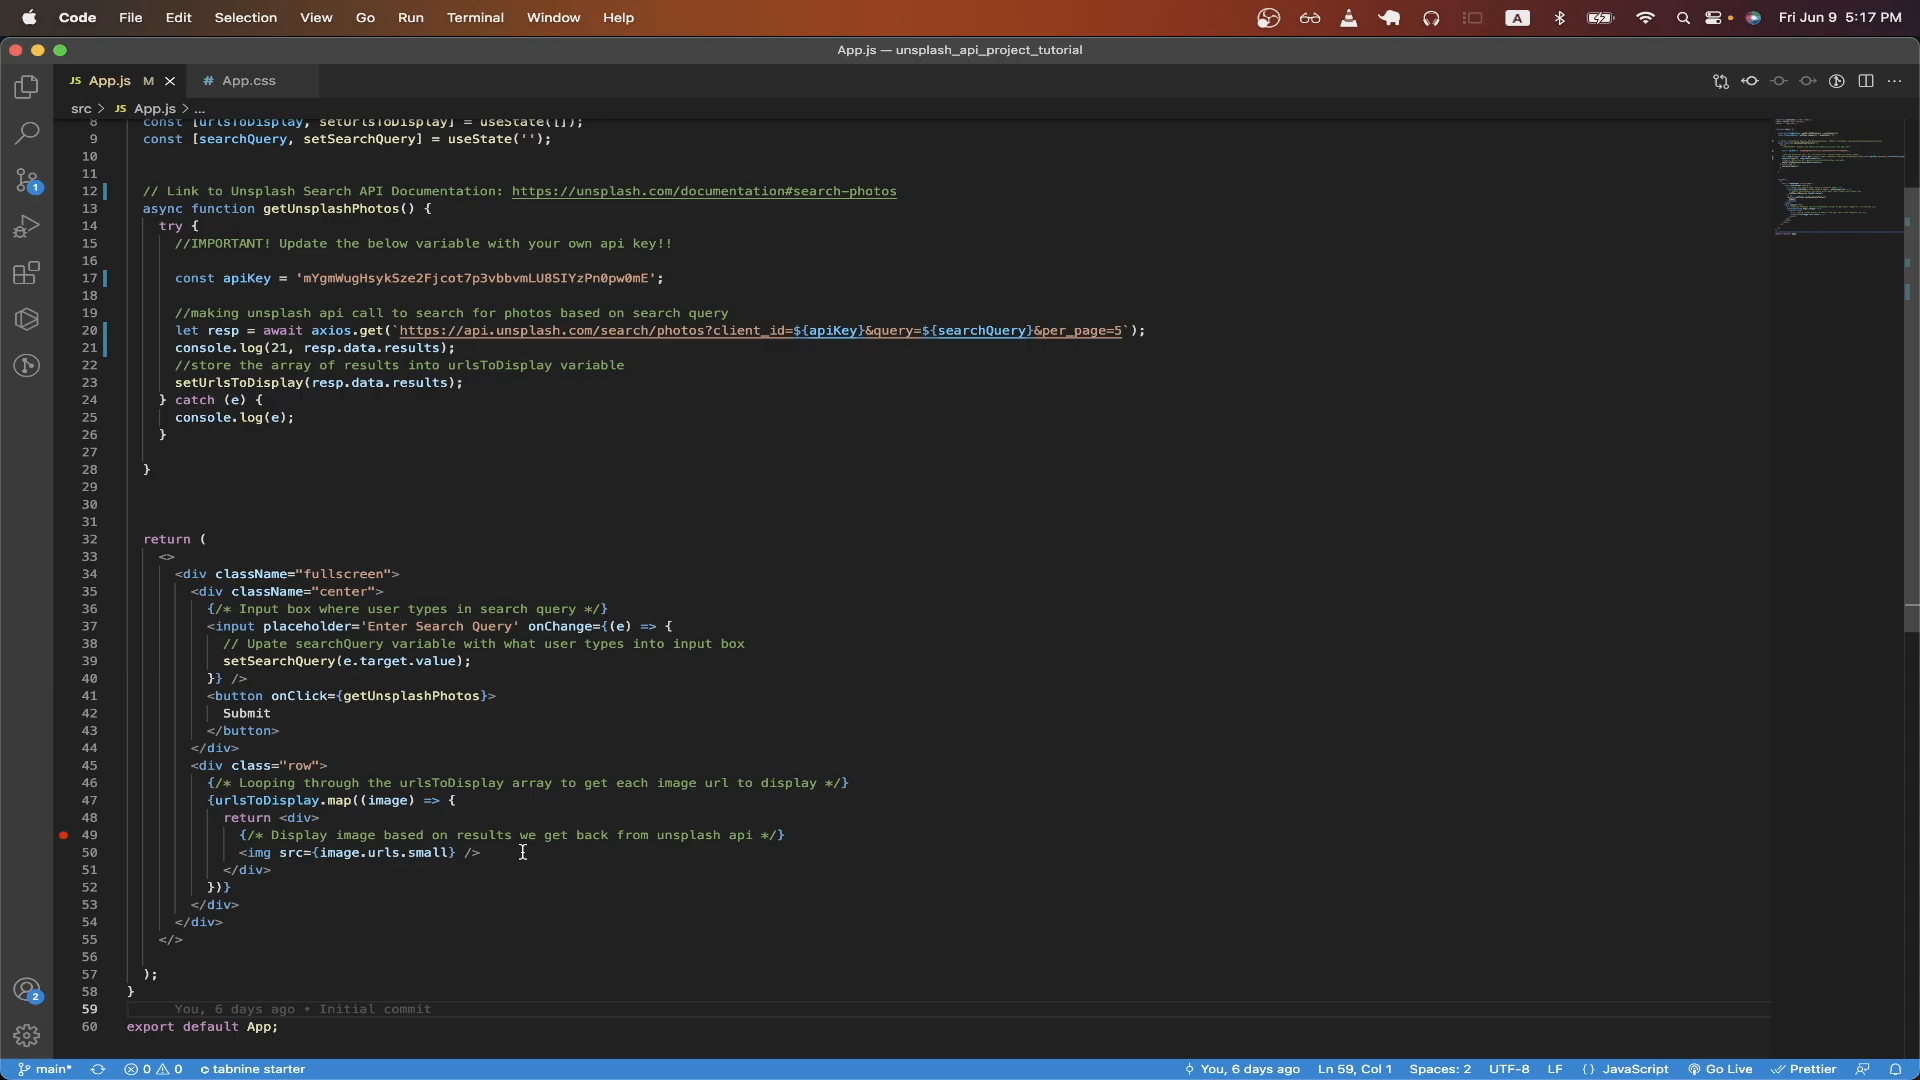 Code File Edit Selection View Go Run Terminal Window Help A Fri Jun 9 5:17 PM
App.js — unsplash_api_project_tutorial
JS App.js M # App.css
src > JS App.js > ...
8 const [urlsToDisplay, setUrlsToDisplay] = useState([]);
9 const [searchQuery, setSearchQuery] = useState('');
10
11
12 // Link to Unsplash Search API Documentation: https://unsplash.com/documentation#search-photos
13 async function getUnsplashPhotos() {
14 try {
15 //IMPORTANT! Update the below variable with your own api key!!
16
17 const apiKey = 'mYgmWugHsykSze2Fjcot7p3vbbvmLU8SIYzPn0pw0mE';
18
19 //making unsplash api call to search for photos based on search query
20 let resp = await axios.get(`https://api.unsplash.com/search/photos?client_id=${apiKey}&query=${searchQuery}&per_page=5`);
21 console.log(21, resp.data.results);
22 //store the array of results into urlsToDisplay variable
23 setUrlsToDisplay(resp.data.results);
24 } catch (e) {
25 console.log(e);
26 }
27
28 }
29
30
31
32 return (
33 <>
34 <div className="fullscreen">
35 <div className="center">
36 {/* Input box where user types in search query */}
37 <input placeholder='Enter Search Query' onChange={(e) => {
38 // Upate searchQuery variable with what user types into input box
39 setSearchQuery(e.target.value);
40 }} />
41 <button onClick={getUnsplashPhotos}>
42 Submit
43 </button>
44 </div>
45 <div class="row">
46 {/* Looping through the urlsToDisplay array to get each image url to display */}
47 {urlsToDisplay.map((image) => {
48 return <div>
49 {/* Display image based on results we get back from unsplash api */}
50 <img src={image.urls.small} />
51 </div>
52 })}
53 </div>
54 </div>
55 </>
56
57 );
58 }
59 You, 6 days ago • Initial commit
60 export default App;
1
2
main* 0 0 tabnine starter You, 6 days ago Ln 59, Col 1 Spaces: 2 UTF-8 LF {} JavaScript Go Live Prettier